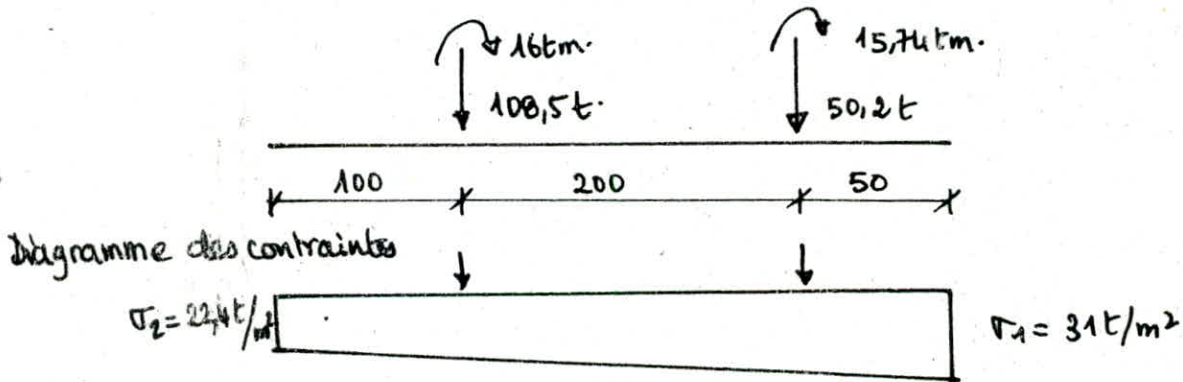 16tm. 15,74tm.
108,5t. 50,2t
100 200 50
Diagramme des contraintes
σ2 = 22,4t/m² σ1 = 31t/m²